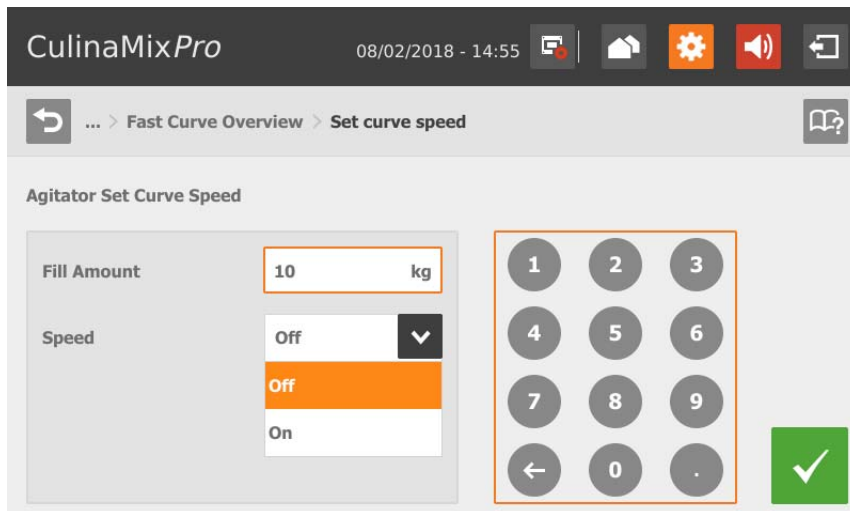 CulinaMixPro 08/02/2018 - 14:55
... > Fast Curve Overview > Set curve speed
Agitator Set Curve Speed
Fill Amount 10 kg
1 2 3
Speed Off
4 5 6
Off
7 8 9
On
0 .